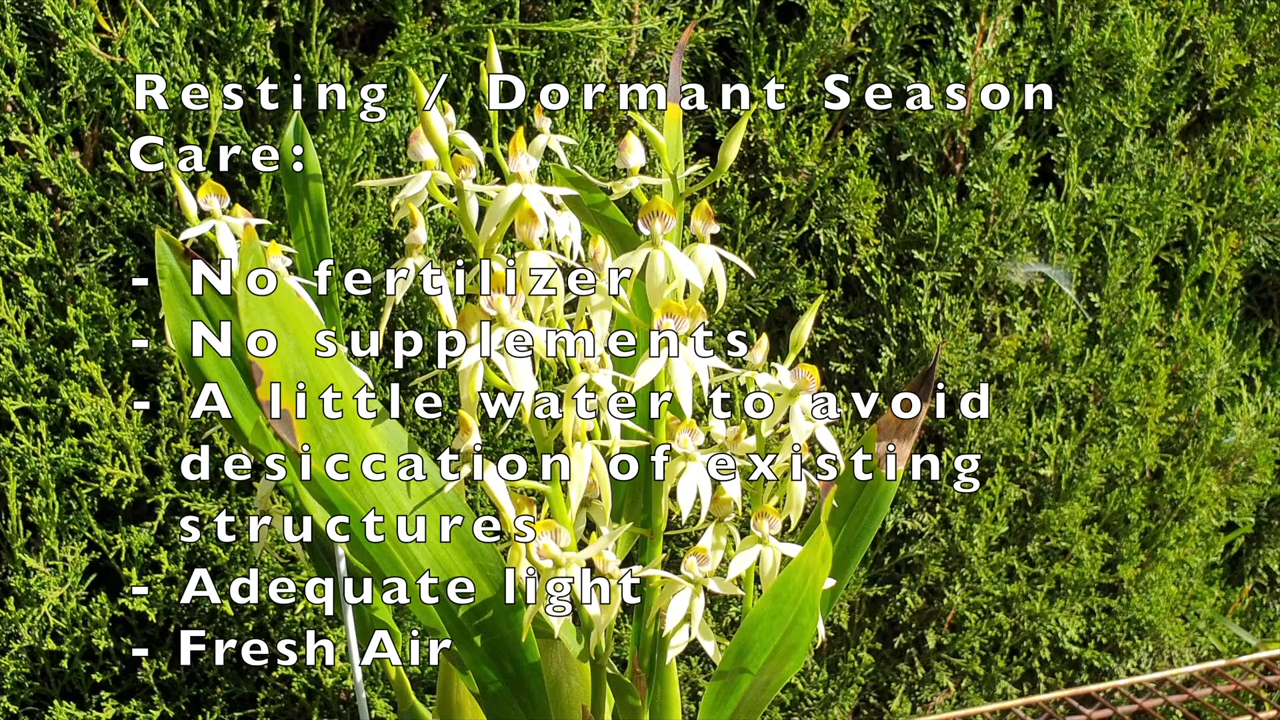 Resting / Dormant Season
Care:
- No fertilizer
- No supplements
- A little water to avoid
desiccation of existing
structures
- Adequate light
- Fresh Air